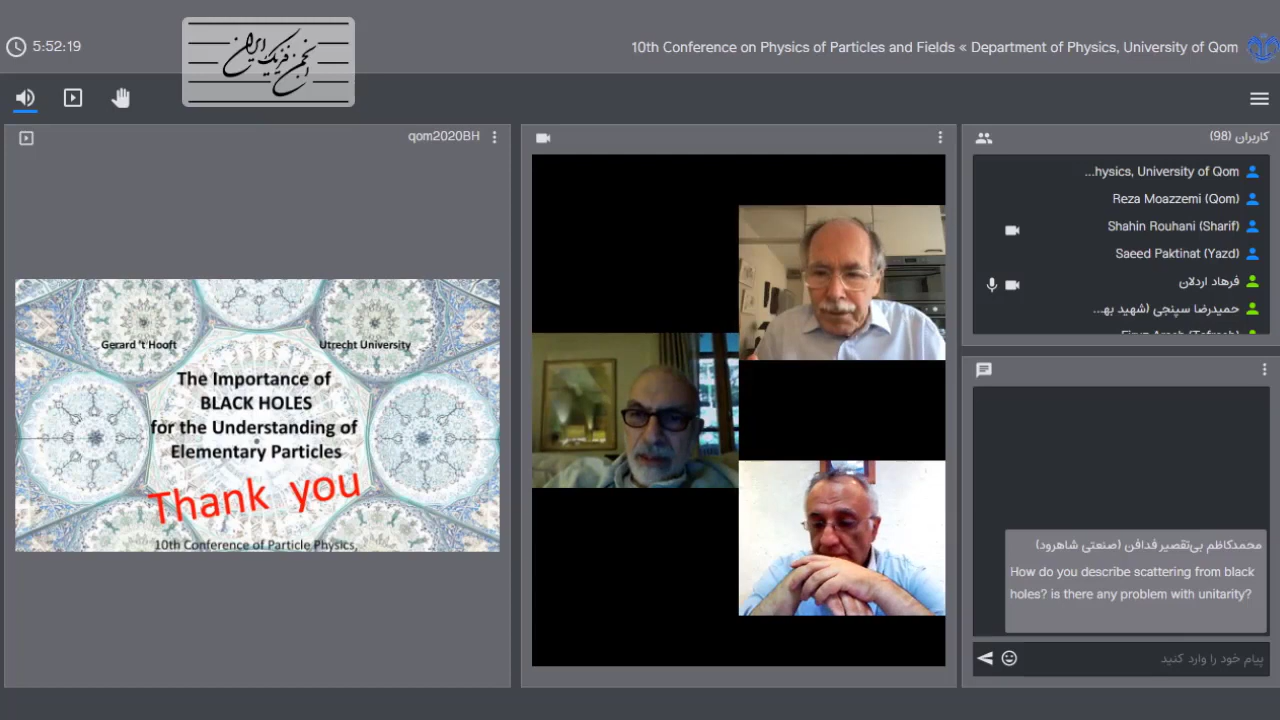 5:52:19
انجمن فیزیک ایران
10th Conference on Physics of Particles and Fields « Department of Physics, University of Qom
qom2020BH
Gerard 't Hooft
Utrecht University
The Importance of
BLACK HOLES
for the Understanding of
Elementary Particles
Thank you
10th Conference of Particle Physics,
کاربران (98)
...hysics, University of Qom
Reza Moazzemi (Qom)
Shahin Rouhani (Sharif)
Saeed Paktinat (Yazd)
فرهاد اردلان
حمیدرضا سپنجی (شهید به...
محمدکاظم بی‌تقصیر فدافن (صنعتی شاهرود)
How do you describe scattering from black
holes? is there any problem with unitarity?
پیام خود را وارد کنید